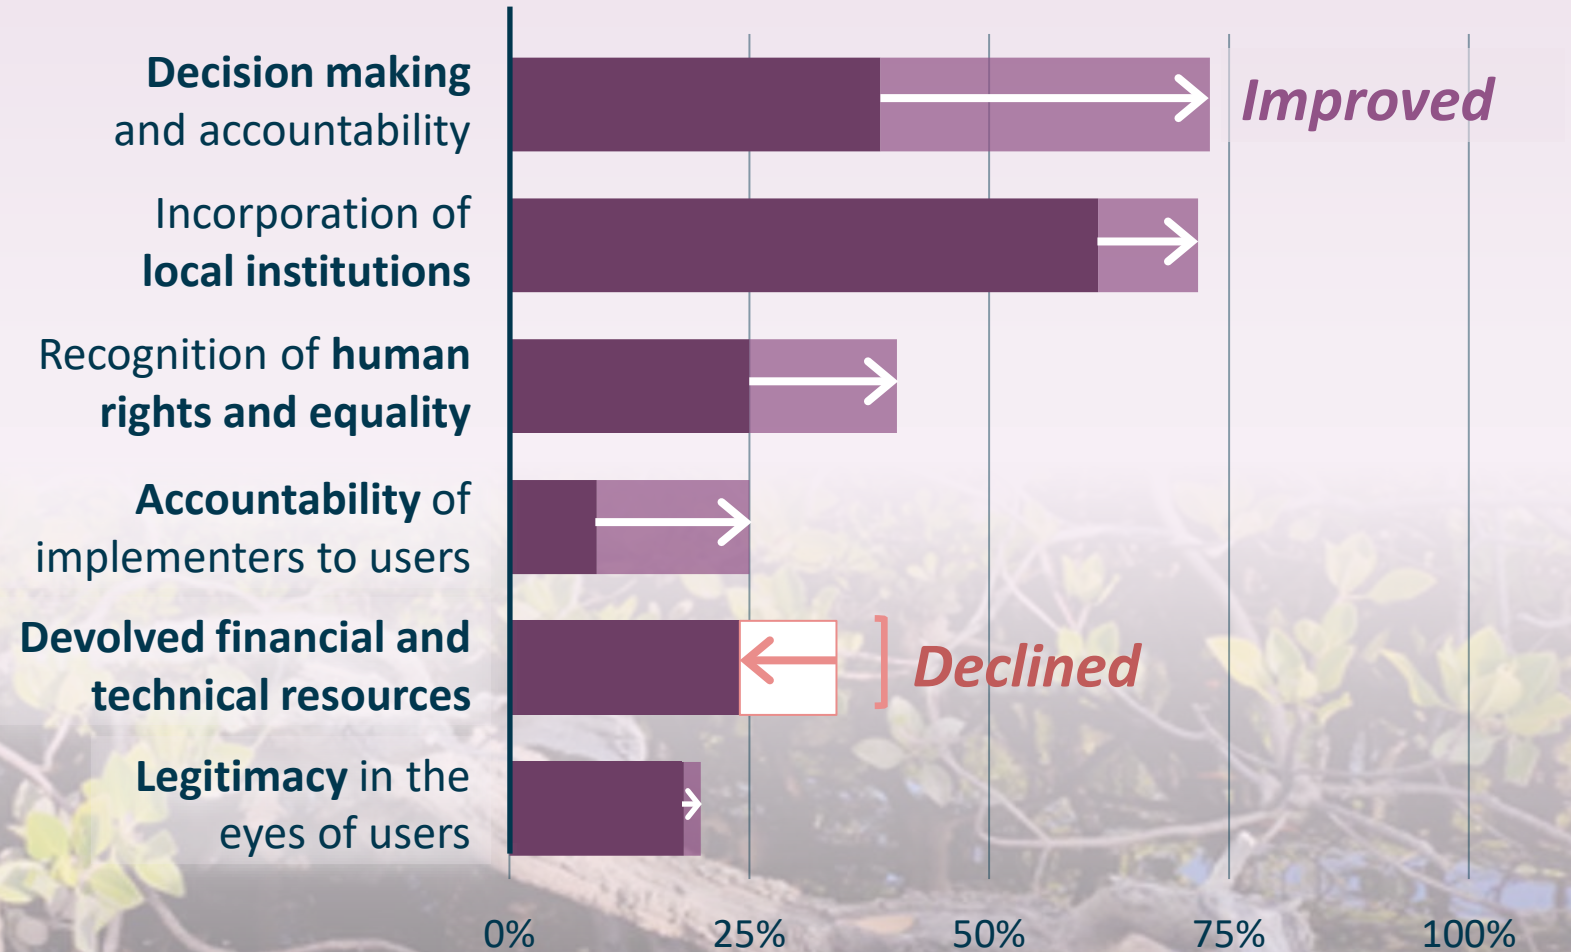 Decision making
and accountability
Improved
Incorporation of
local institutions
Recognition of human
rights and equality
Accountability of
implementers to users
Devolved financial and
technical resources
Declined
Legitimacy in the
eyes of users
0% 25% 50% 75% 100%